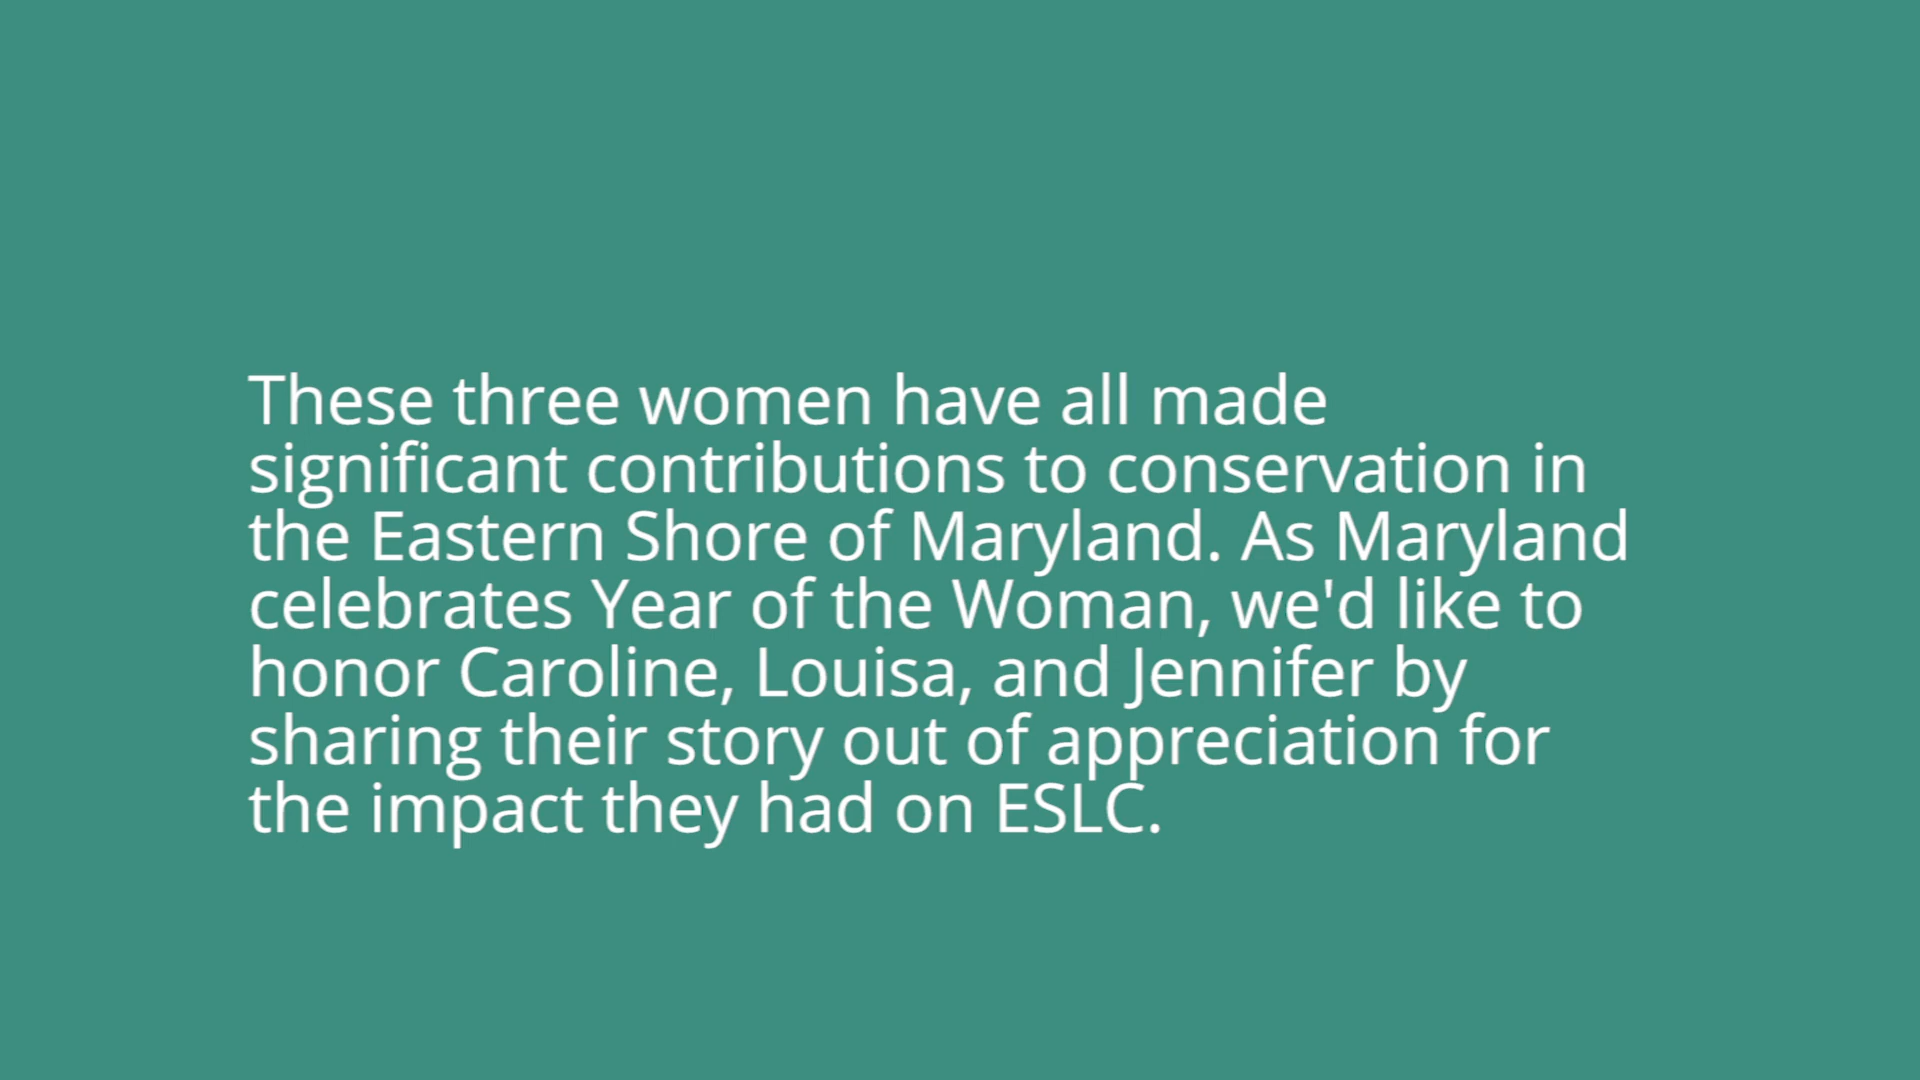 These three women have all made
significant contributions to conservation in
the Eastern Shore of Maryland. As Maryland
celebrates Year of the Woman, we'd like to
honor Caroline, Louisa, and Jennifer by
sharing their story out of appreciation for
the impact they had on ESLC.